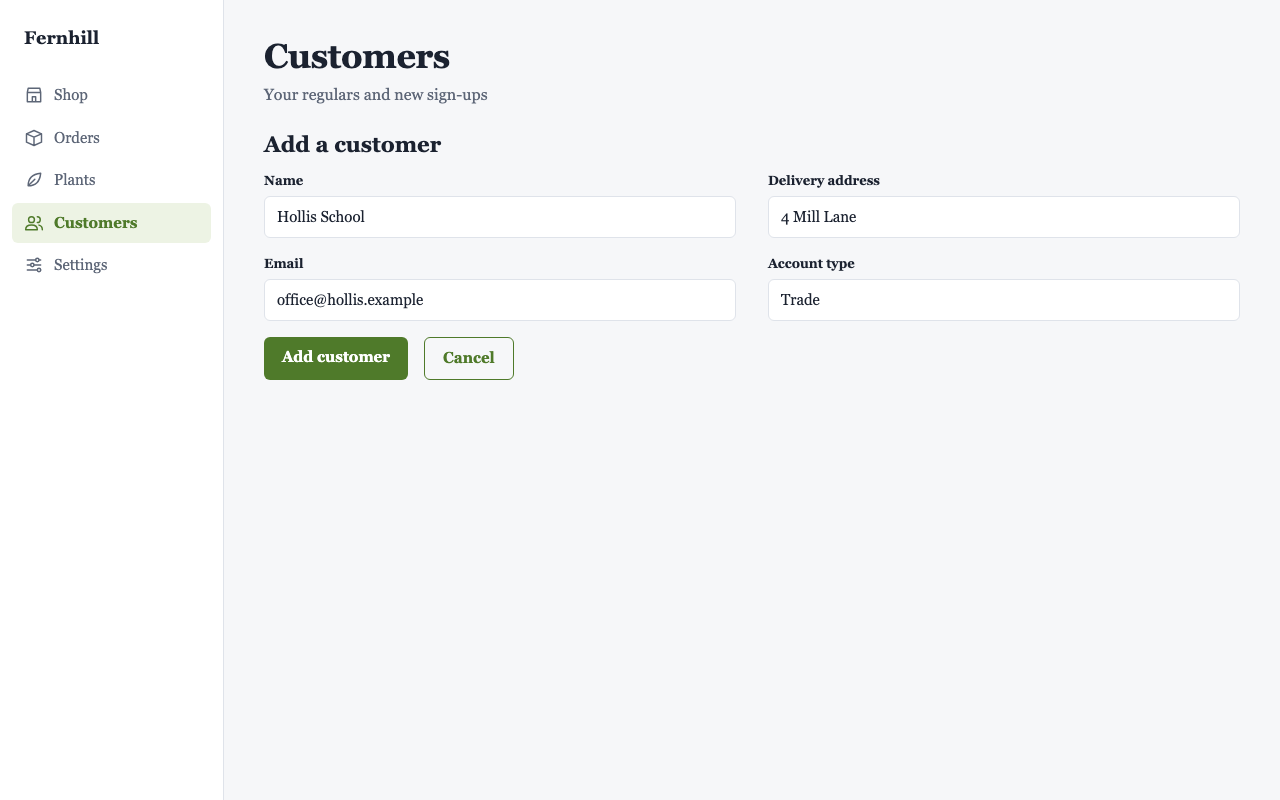 Fernhill
Shop
Orders
Plants
Customers
Settings
Customers
Your regulars and new sign-ups
Add a customer
Name
Hollis School
Delivery address
4 Mill Lane
Email
office@hollis.example
Account type
Trade
Add customer
Cancel